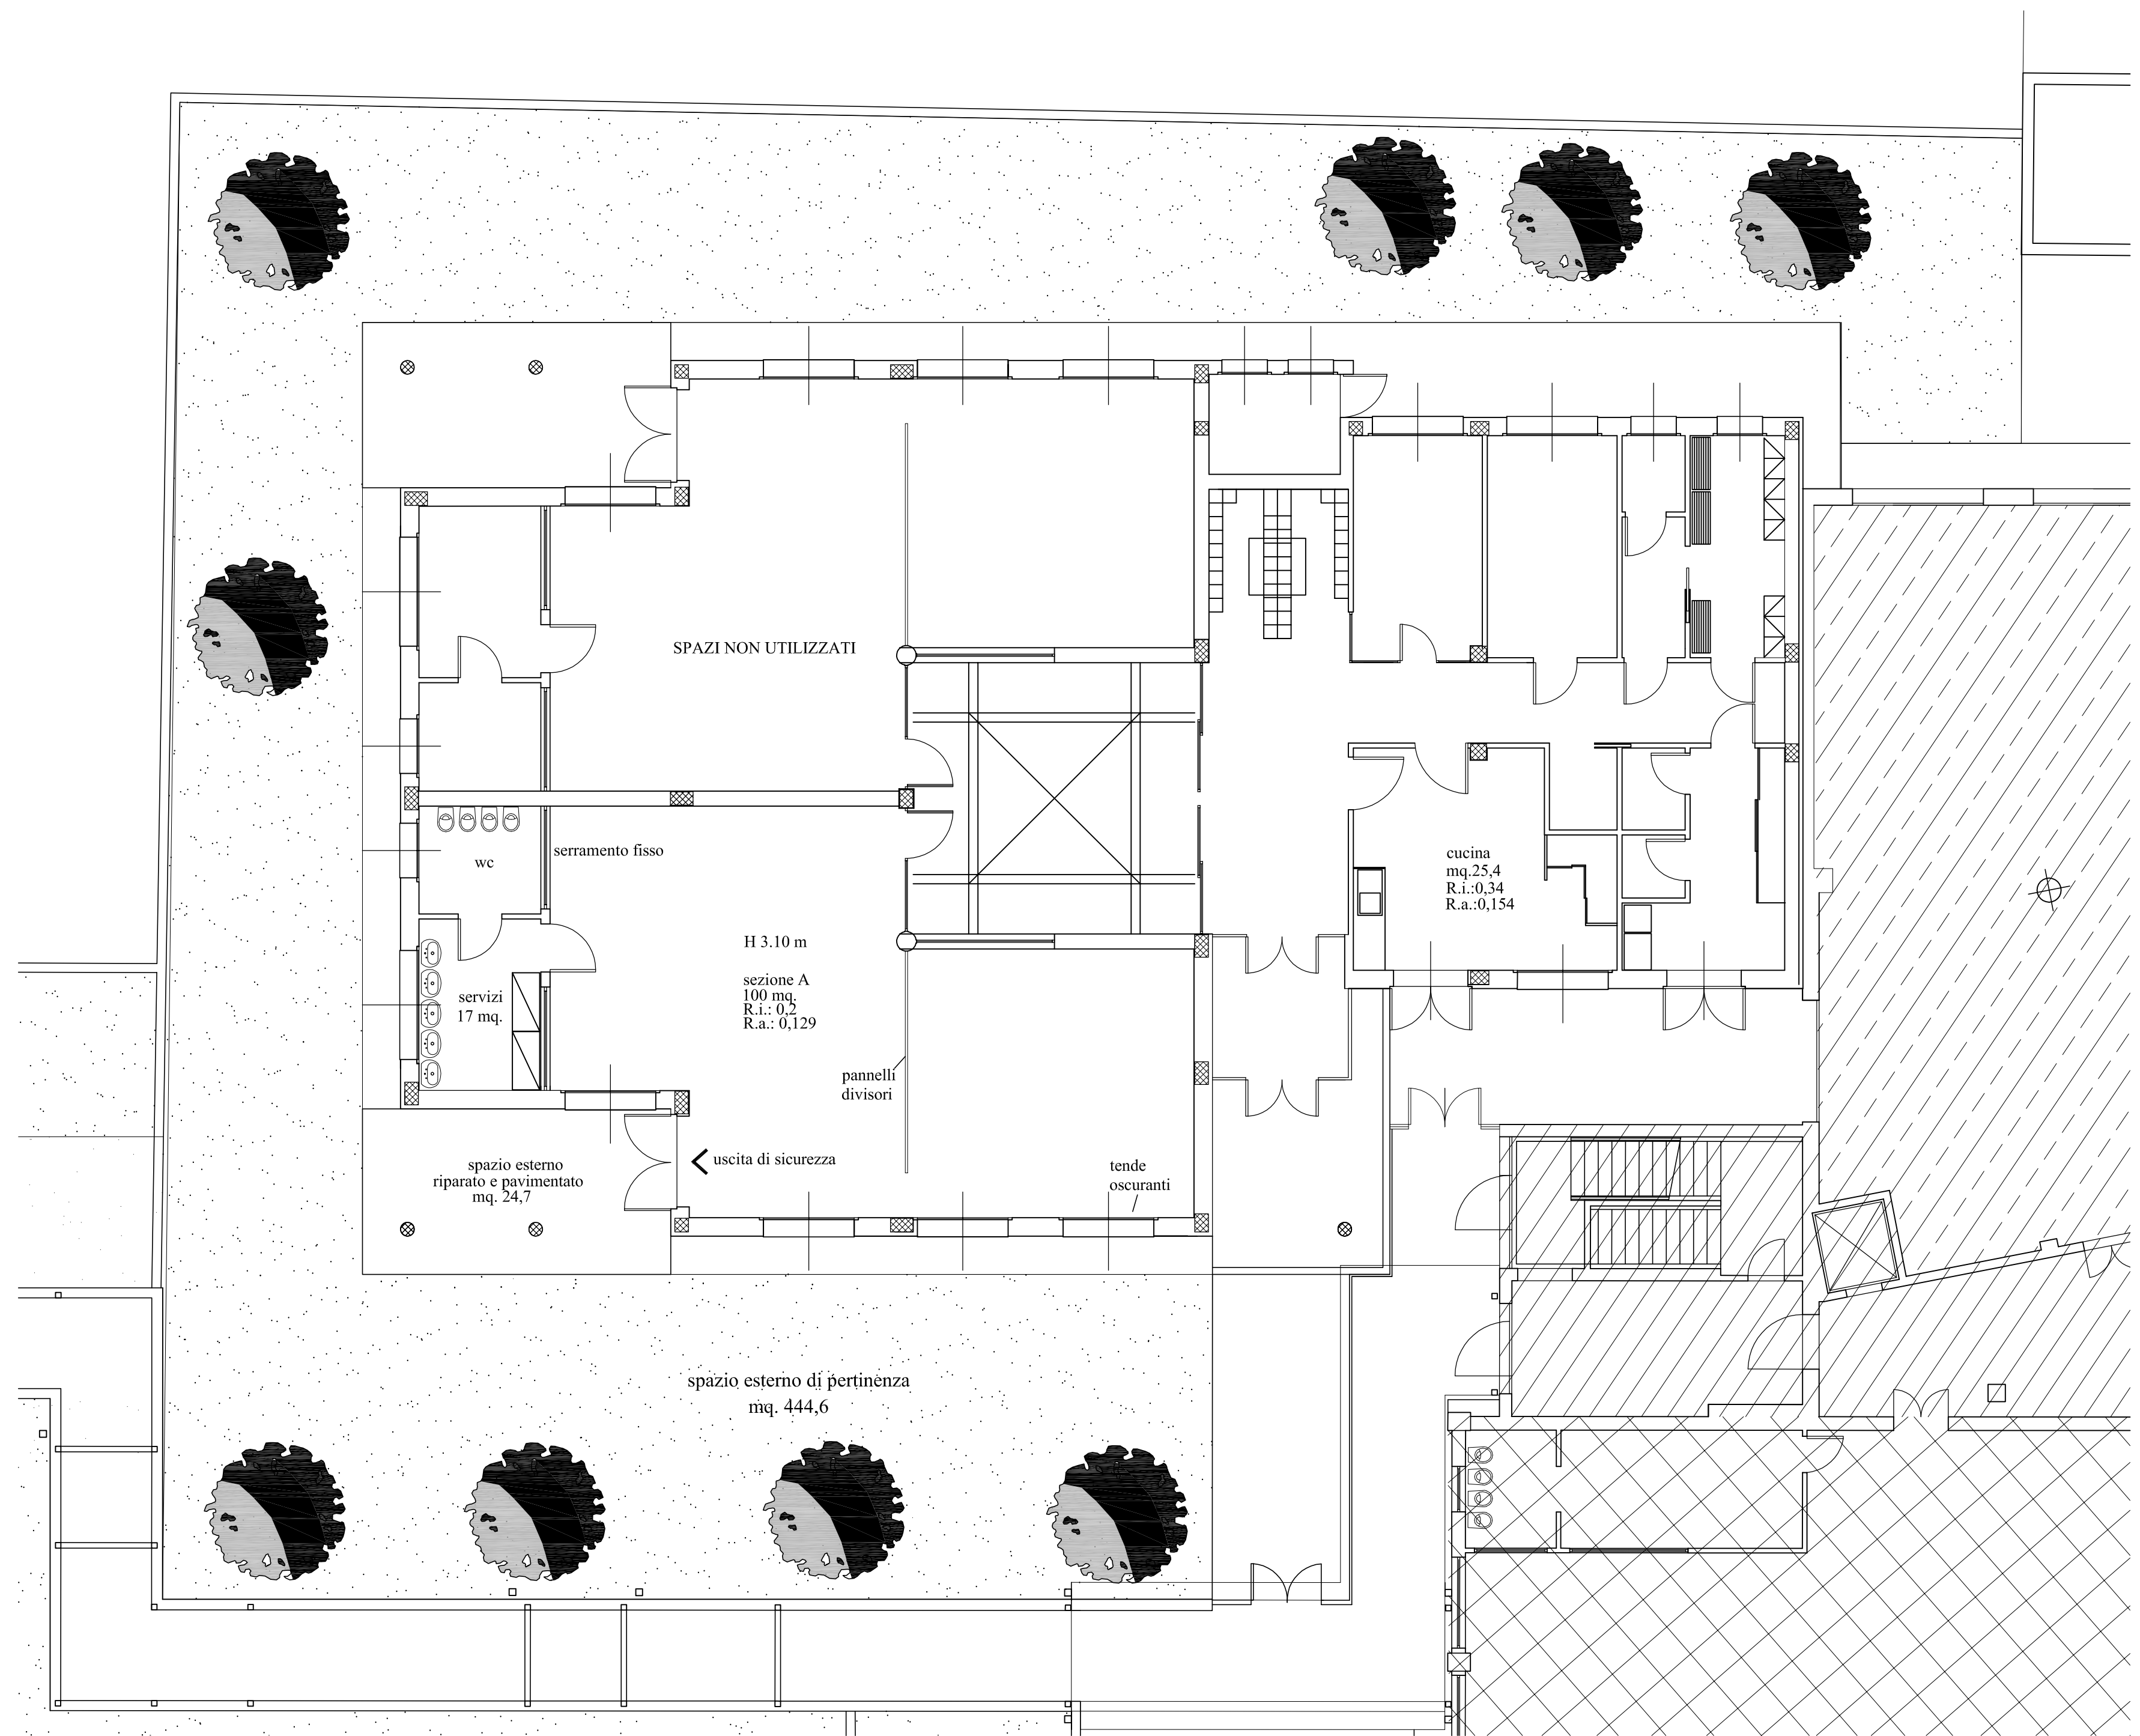 SPAZI NON UTILIZZATI
wc
serramento fisso
cucina
mq.25,4
R.i.:0,34
R.a.:0,154
H 3.10 m
sezione A
100 mq.
R.i.: 0,2
R.a.: 0,129
servizi
17 mq.
pannelli
divisori
uscita di sicurezza
tende
oscuranti
spazio esterno
riparato e pavimentato
mq. 24,7
spazio esterno di pertinenza
mq. 444,6